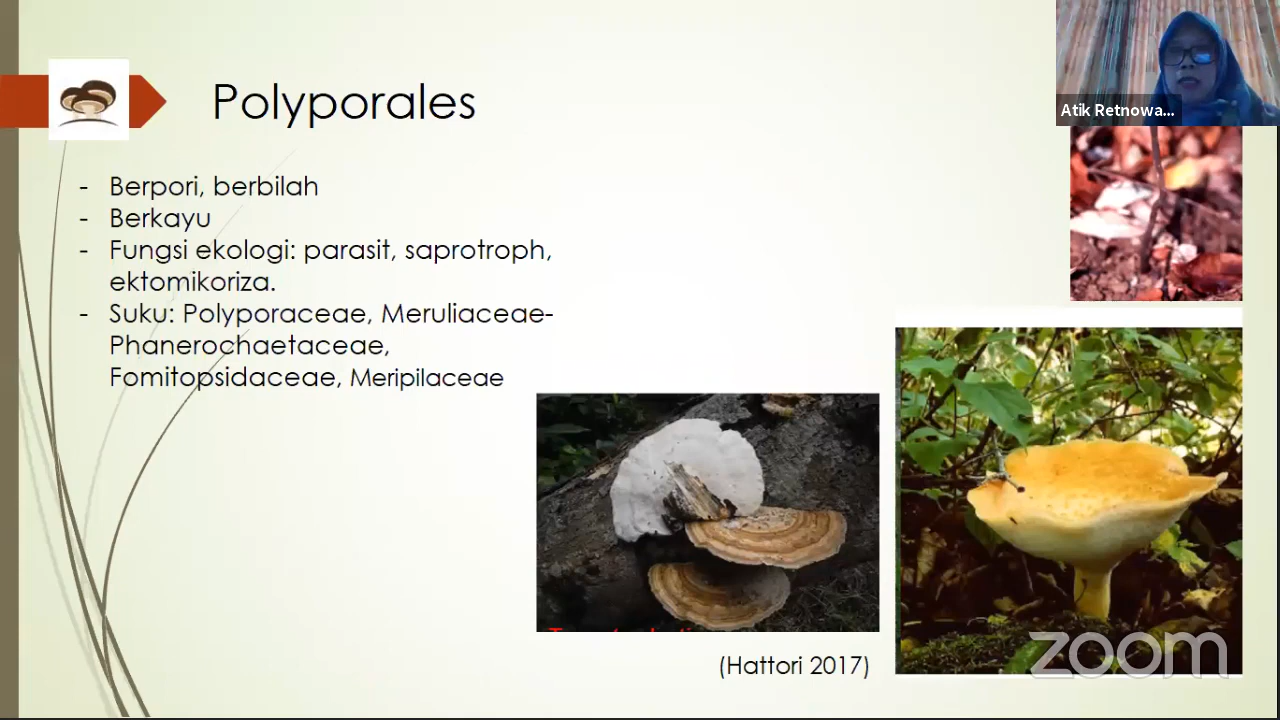 Polyporales
Atik Retnowa...
- Berpori, berbilah
- Berkayu
- Fungsi ekologi: parasit, saprotroph,
ektomikoriza.
- Suku: Polyporaceae, Meruliaceae-
Phanerochaetaceae,
Fomitopsidaceae, Meripilaceae
(Hattori 2017)
zoom